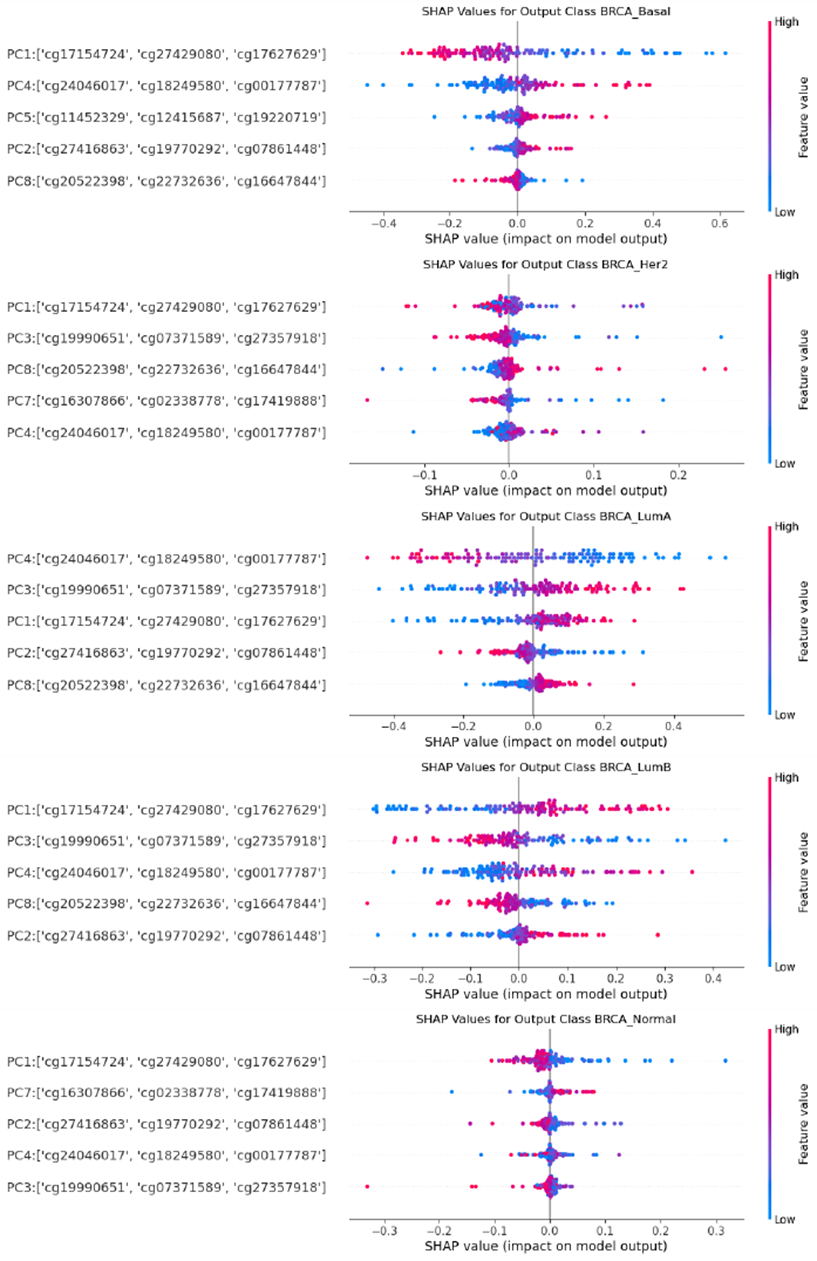 SHAP Values for Output Class BRCA_Basal
High
PC1:['cg17154724', 'cg27429080', 'cg17627629']
PC4:['cg24046017', 'cg18249580', 'cg00177787']
PC5:['cg11452329', 'cg12415687', 'cg19220719']
PC2:['cg27416863', 'cg19770292', 'cg07861448']
PC8:['cg20522398', 'cg22732636', 'cg16647844']
Feature value
Low
−0.4 −0.2 0.0 0.2 0.4 0.6
SHAP value (impact on model output)
SHAP Values for Output Class BRCA_Her2
High
PC1:['cg17154724', 'cg27429080', 'cg17627629']
PC3:['cg19990651', 'cg07371589', 'cg27357918']
PC8:['cg20522398', 'cg22732636', 'cg16647844']
PC7:['cg16307866', 'cg02338778', 'cg17419888']
PC4:['cg24046017', 'cg18249580', 'cg00177787']
Feature value
Low
−0.1 0.0 0.1 0.2
SHAP value (impact on model output)
SHAP Values for Output Class BRCA_LumA
High
PC4:['cg24046017', 'cg18249580', 'cg00177787']
PC3:['cg19990651', 'cg07371589', 'cg27357918']
PC1:['cg17154724', 'cg27429080', 'cg17627629']
PC2:['cg27416863', 'cg19770292', 'cg07861448']
PC8:['cg20522398', 'cg22732636', 'cg16647844']
Feature value
Low
−0.4 −0.2 0.0 0.2 0.4
SHAP value (impact on model output)
SHAP Values for Output Class BRCA_LumB
High
PC1:['cg17154724', 'cg27429080', 'cg17627629']
PC3:['cg19990651', 'cg07371589', 'cg27357918']
PC4:['cg24046017', 'cg18249580', 'cg00177787']
PC8:['cg20522398', 'cg22732636', 'cg16647844']
PC2:['cg27416863', 'cg19770292', 'cg07861448']
Feature value
Low
−0.3 −0.2 −0.1 0.0 0.1 0.2 0.3 0.4
SHAP value (impact on model output)
SHAP Values for Output Class BRCA_Normal
High
PC1:['cg17154724', 'cg27429080', 'cg17627629']
PC7:['cg16307866', 'cg02338778', 'cg17419888']
PC2:['cg27416863', 'cg19770292', 'cg07861448']
PC4:['cg24046017', 'cg18249580', 'cg00177787']
PC3:['cg19990651', 'cg07371589', 'cg27357918']
Feature value
Low
−0.3 −0.2 −0.1 0.0 0.1 0.2 0.3
SHAP value (impact on model output)